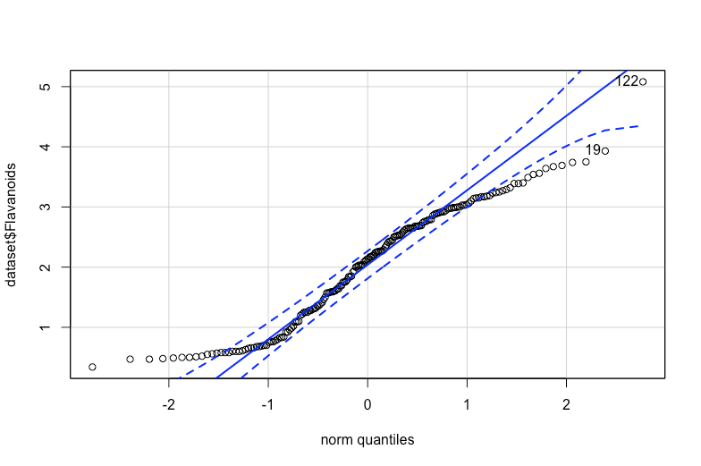 5
122
4
19
3
2
1
dataset$Flavanoids
-2 -1 0 1 2
norm quantiles